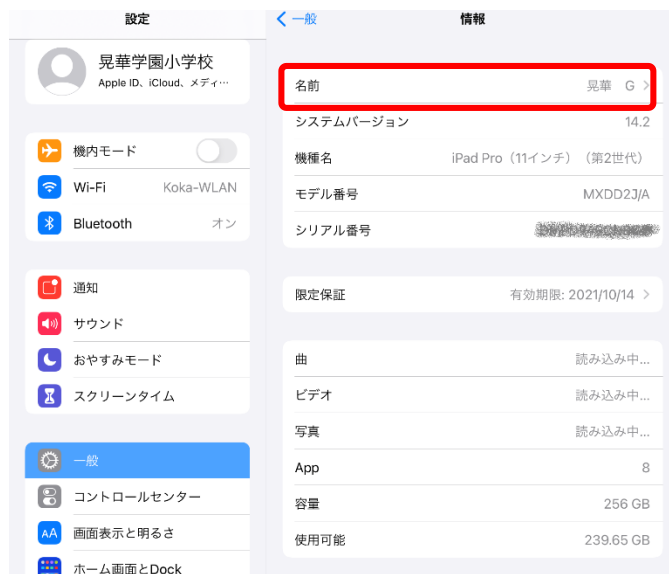 設定
晃華学園小学校
Apple ID、iCloud、メディ…
機内モード
Wi-Fi Koka-WLAN
Bluetooth オン
通知
サウンド
おやすみモード
スクリーンタイム
一般
コントロールセンター
AA 画面表示と明るさ
ホーム画面とDock
一般 情報
名前 晃華 G
システムバージョン 14.2
機種名 iPad Pro（11インチ）（第2世代）
モデル番号 MXDD2J/A
シリアル番号
限定保証 有効期限: 2021/10/14
曲 読み込み中...
ビデオ 読み込み中...
写真 読み込み中...
App 8
容量 256 GB
使用可能 239.65 GB